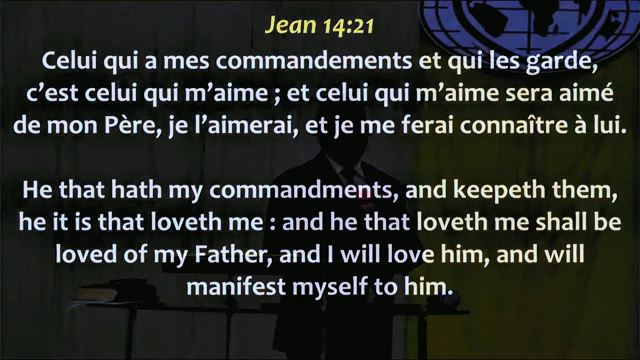 Jean 14:21
Celui qui a mes commandements et qui les garde,
c’est celui qui m’aime ; et celui qui m’aime sera aimé
de mon Père, je l’aimerai, et je me ferai connaître à lui.
He that hath my commandments, and keepeth them,
he it is that loveth me : and he that loveth me shall be
loved of my Father, and I will love him, and will
manifest myself to him.